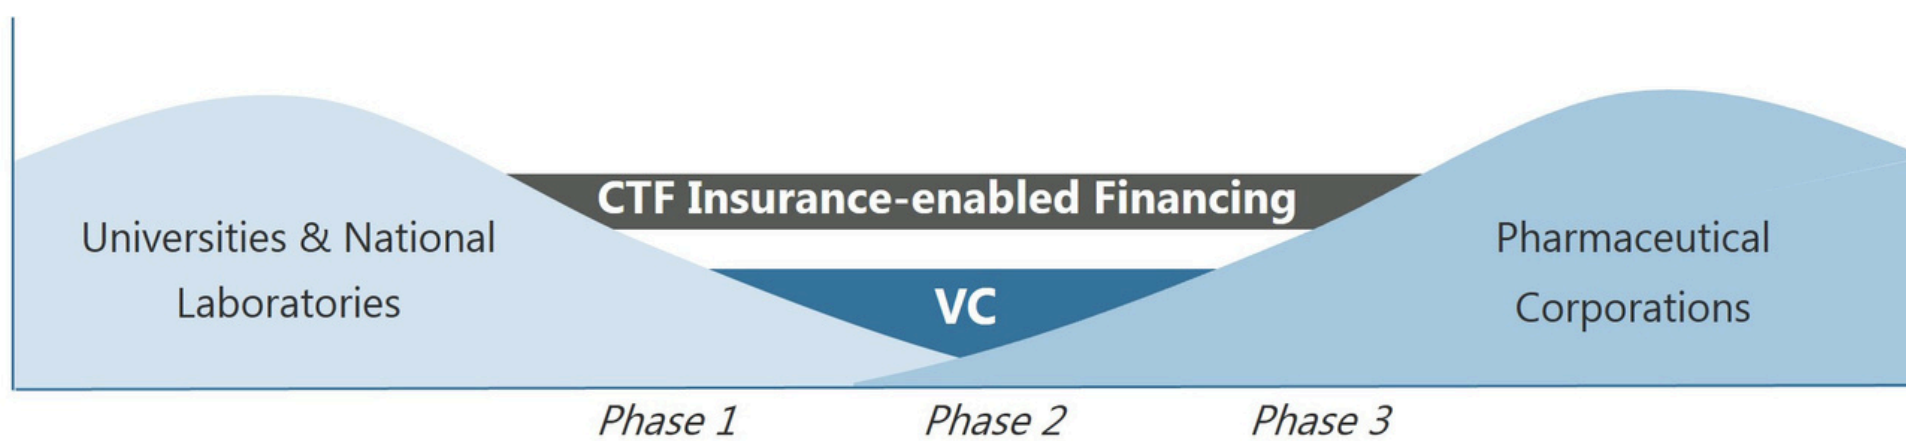 CTF Insurance-enabled Financing
Universities & National
Laboratories
VC
Pharmaceutical
Corporations
Phase 1
Phase 2
Phase 3